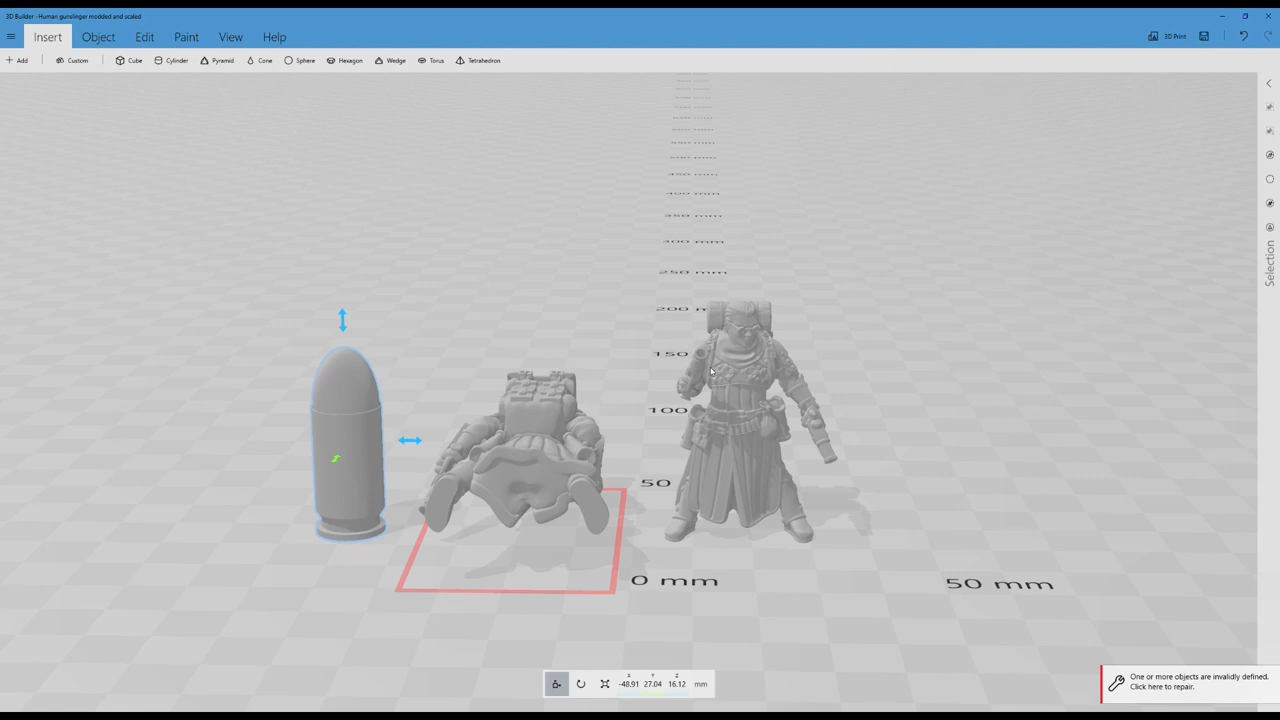 3D Builder -Human gunslinger modded and scaled
Insert Object Edit Paint View Help
3D Print
Add Custom Cube Cylinder Pyramid Cone Sphere Hexagon Wedge Torus Tetrahedron
400 mm
350 mm
300 mm
250 mm
200 m
150
100
50
0 mm
50 mm
Selection
X Y Z
-48.91 27.04 16.12 mm
One or more objects are invalidly defined.
Click here to repair.